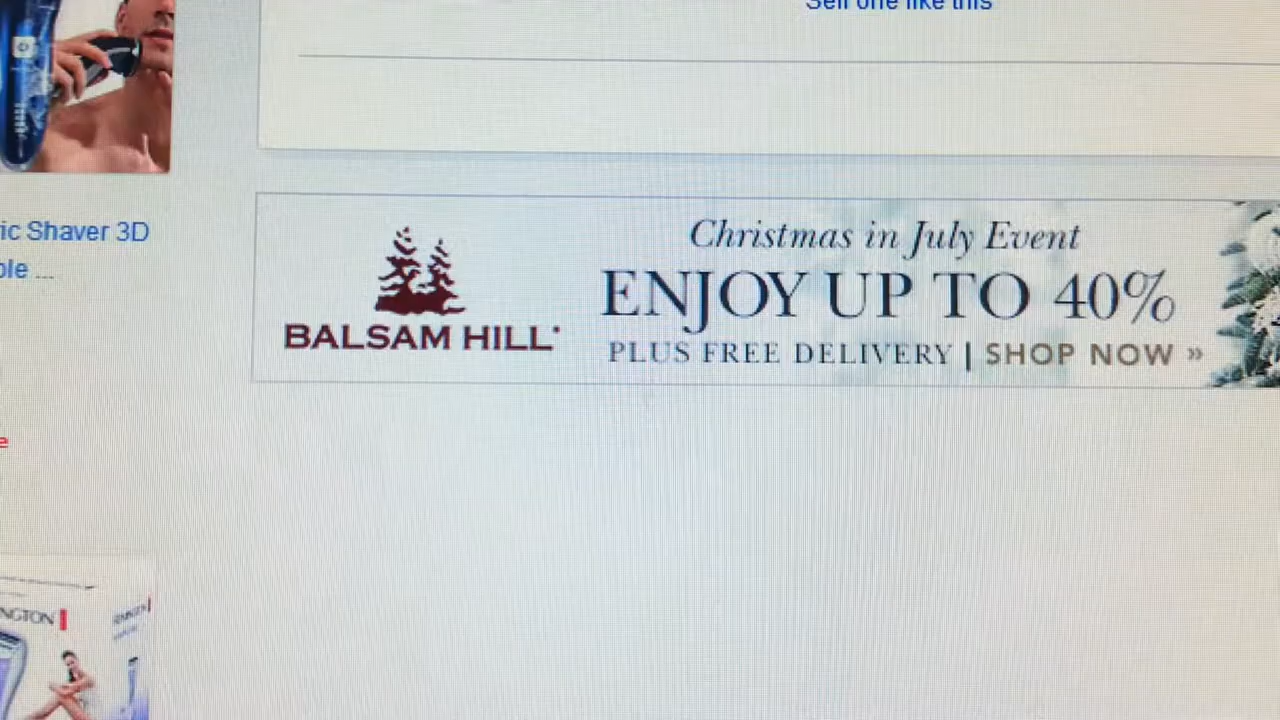 Sell one like this
ic Shaver 3D
ple ...
e
BALSAM HILL
Christmas in July Event
ENJOY UP TO 40%
PLUS FREE DELIVERY | SHOP NOW »
NGTON